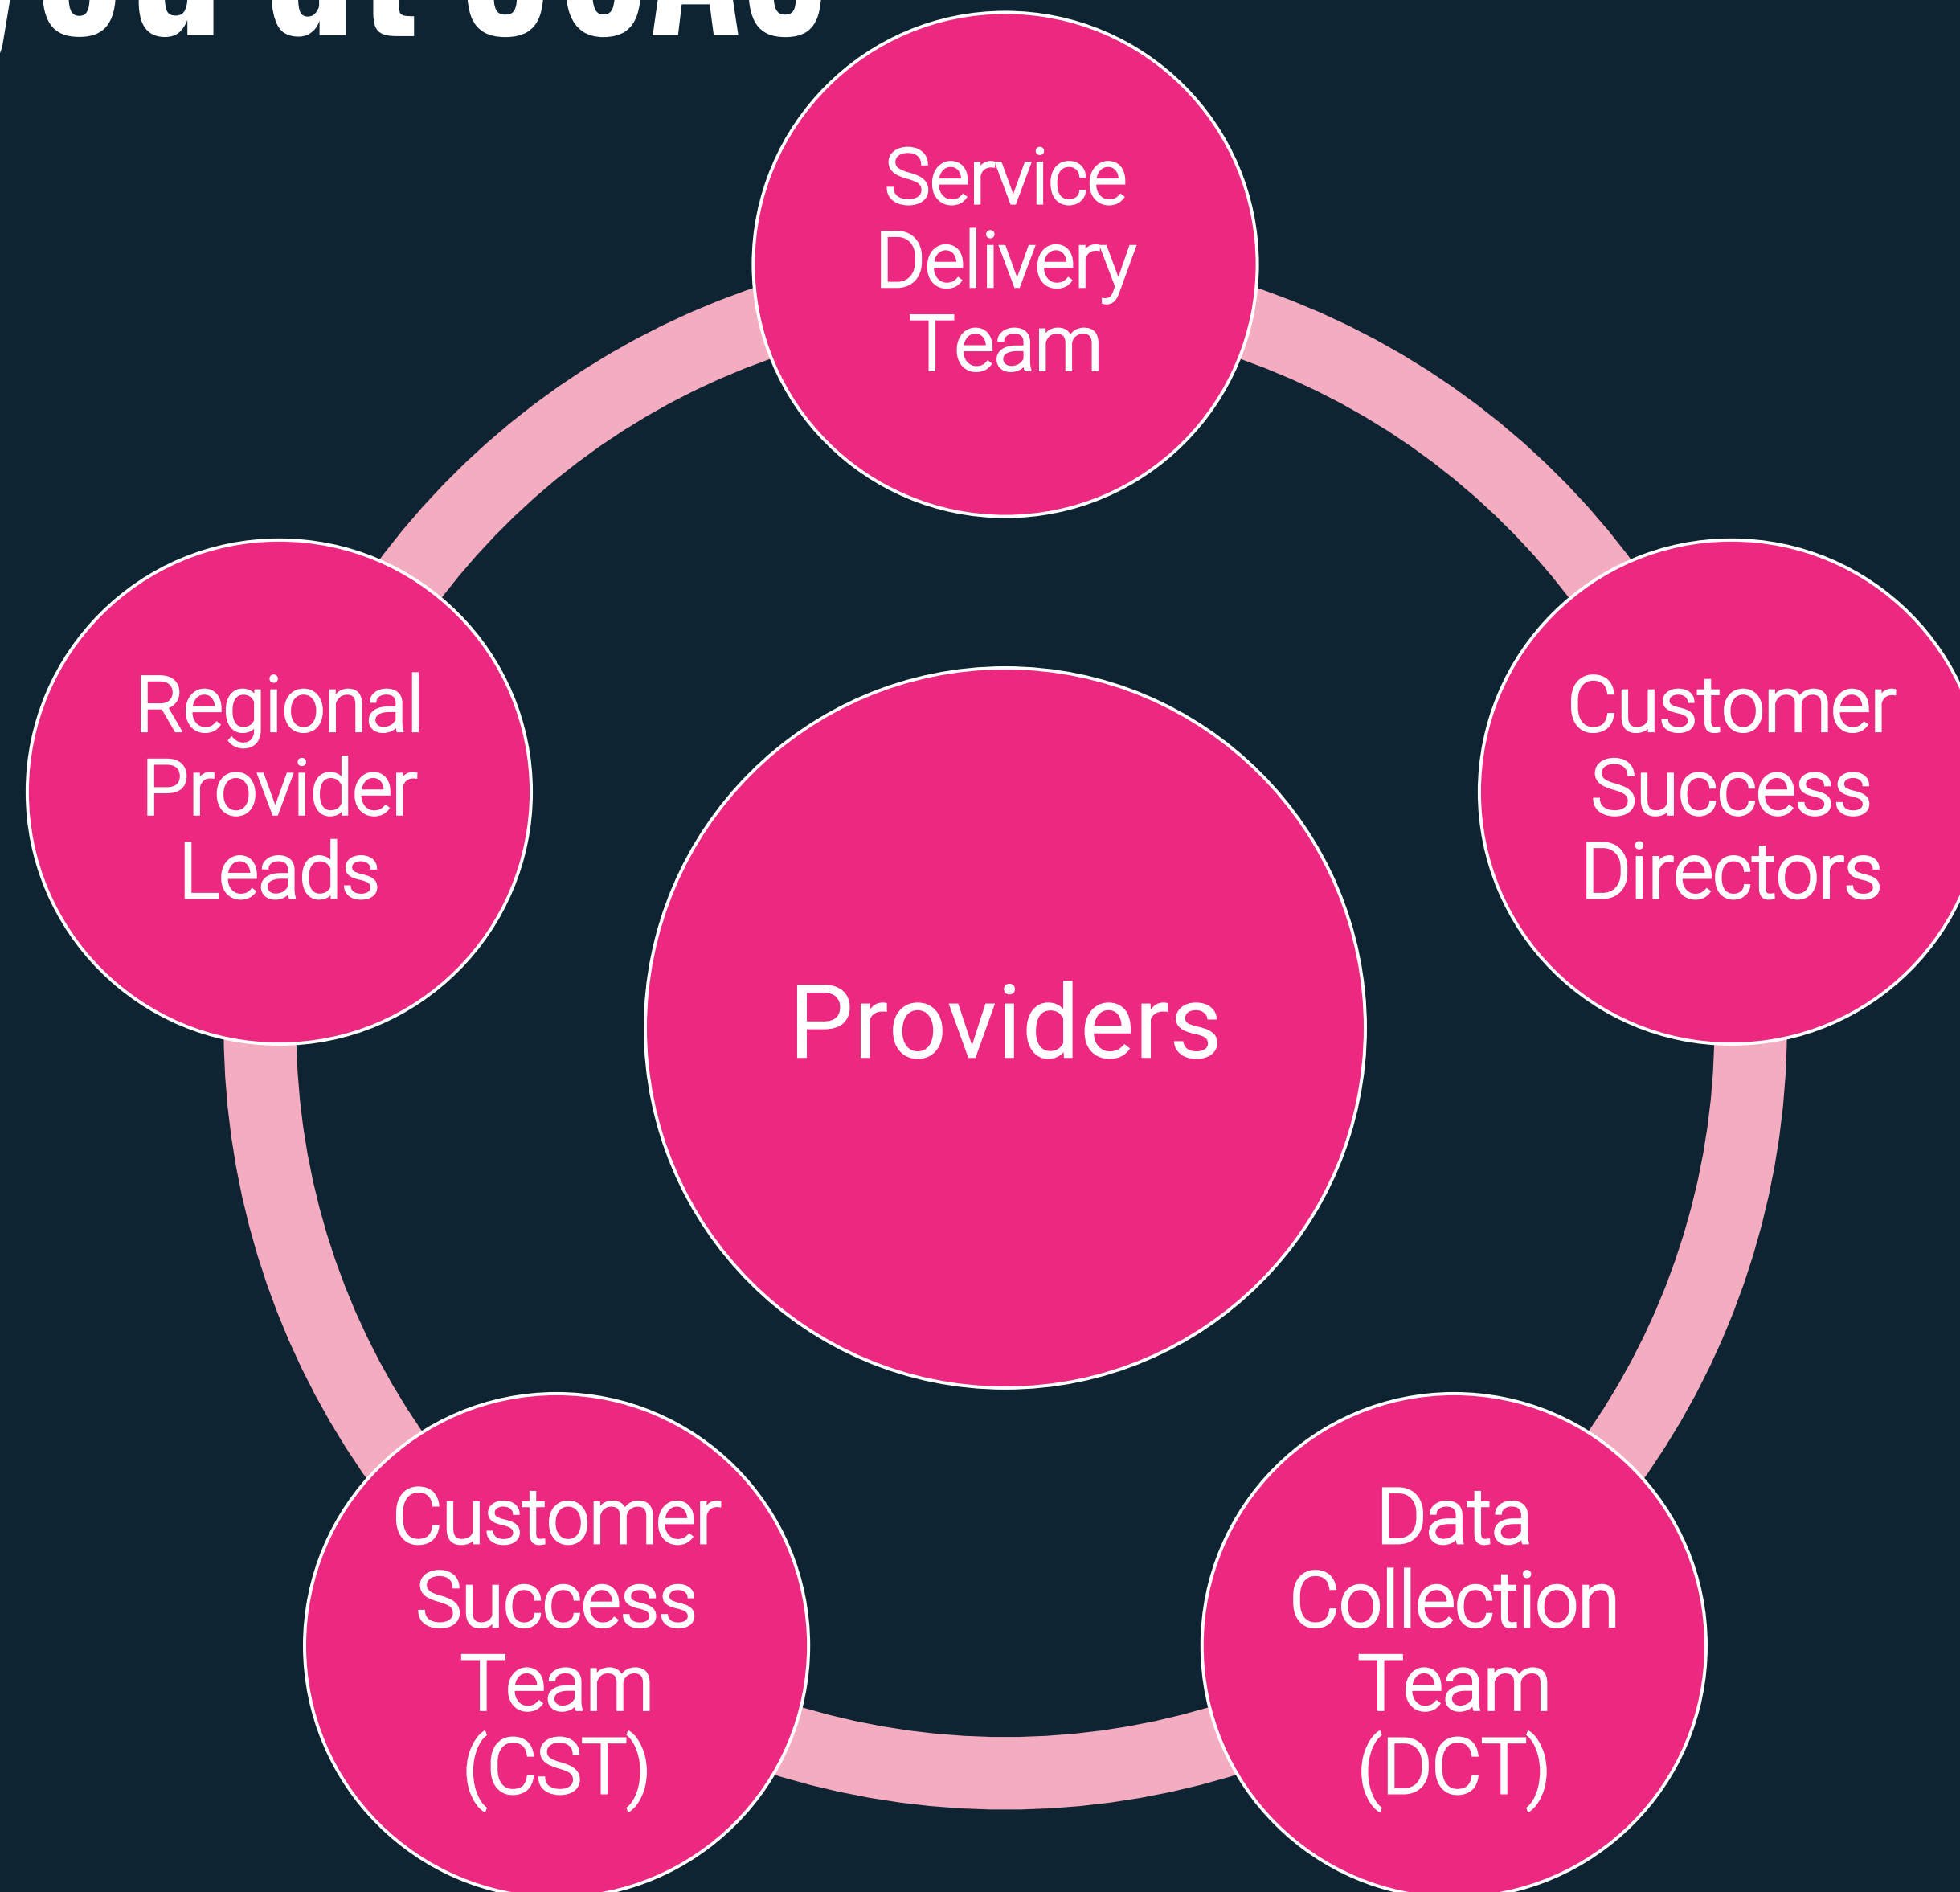 Service
Delivery
Team
Regional
Provider
Leads
Customer
Success
Directors
Providers
Customer
Success
Team
(CST)
Data
Collection
Team
(DCT)